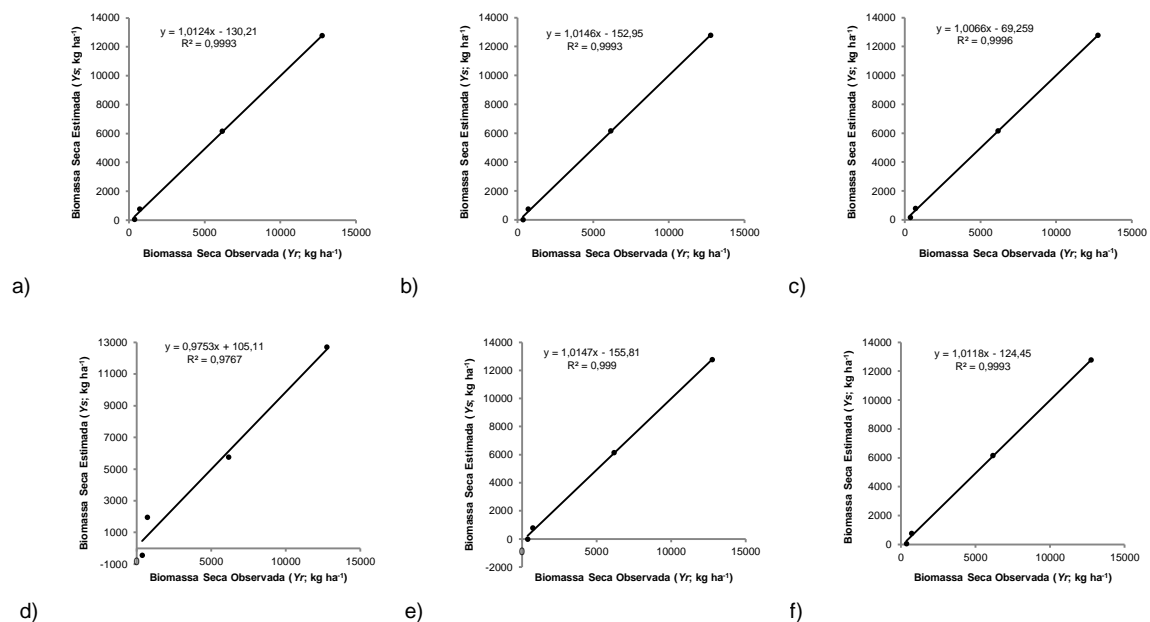 y = 1,0124x - 130,21
R² = 0,9993
14000
12000
10000
8000
6000
4000
2000
0
0 5000 10000 15000
Biomassa Seca Estimada (Ys; kg ha⁻¹)
Biomassa Seca Observada (Yr; kg ha⁻¹)
a)
y = 1,0146x - 152,95
R² = 0,9993
14000
12000
10000
8000
6000
4000
2000
0
0 5000 10000 15000
Biomassa Seca Estimada (Ys; kg ha⁻¹)
Biomassa Seca Observada (Yr; kg ha⁻¹)
b)
y = 1,0066x - 69,259
R² = 0,9996
14000
12000
10000
8000
6000
4000
2000
0
0 5000 10000 15000
Biomassa Seca Estimada (Ys; kg ha⁻¹)
Biomassa Seca Observada (Yr; kg ha⁻¹)
c)
y = 0,9753x + 105,11
R² = 0,9767
13000
11000
9000
7000
5000
3000
1000
-1000
0 5000 10000 15000
Biomassa Seca Estimada (Ys; kg ha⁻¹)
Biomassa Seca Observada (Yr; kg ha⁻¹)
d)
y = 1,0147x - 155,81
R² = 0,999
14000
12000
10000
8000
6000
4000
2000
0
-2000
0 5000 10000 15000
Biomassa Seca Estimada (Ys; kg ha⁻¹)
Biomassa Seca Observada (Yr; kg ha⁻¹)
e)
y = 1,0118x - 124,45
R² = 0,9993
14000
12000
10000
8000
6000
4000
2000
0
0 5000 10000 15000
Biomassa Seca Estimada (Ys; kg ha⁻¹)
Biomassa Seca Observada (Yr; kg ha⁻¹)
f)